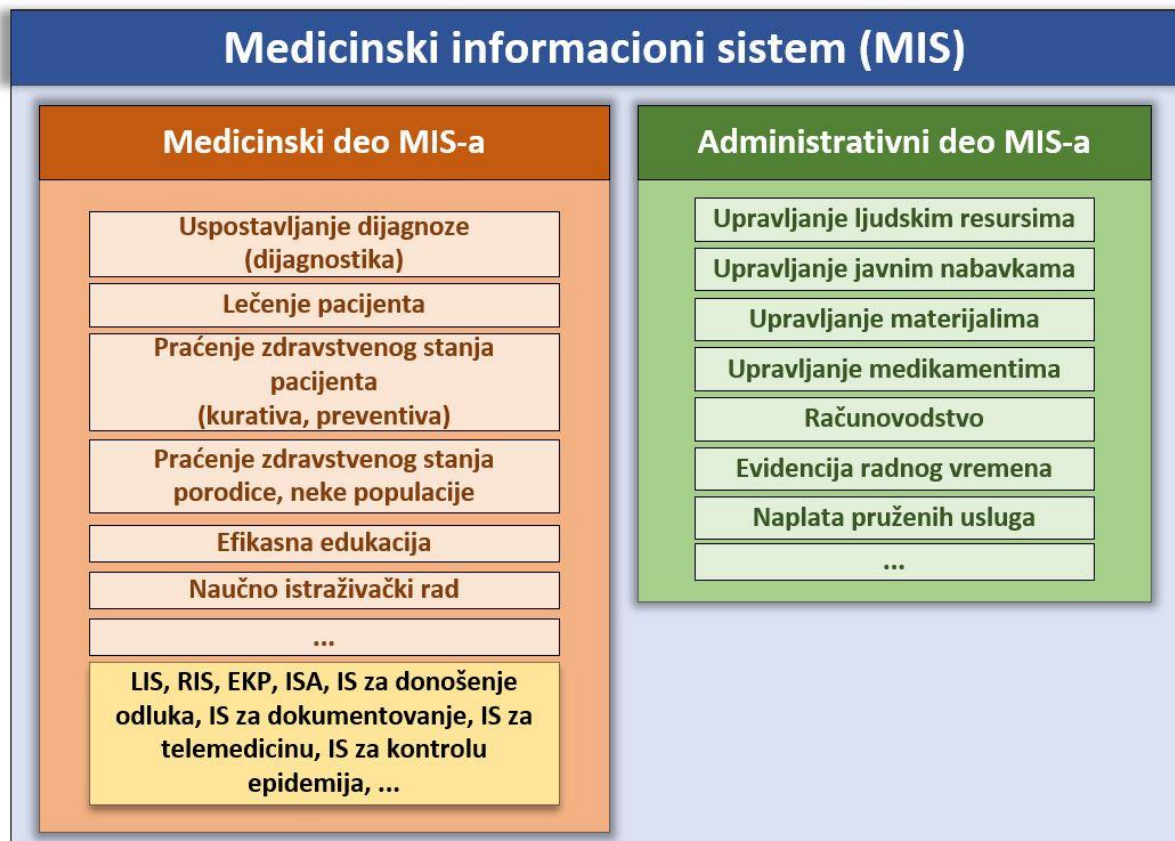 Medicinski informacioni sistem (MIS)
Medicinski deo MIS-a
Uspostavljanje dijagnoze
(dijagnostika)
Lečenje pacijenta
Praćenje zdravstvenog stanja
pacijenta
(kurativa, preventiva)
Praćenje zdravstvenog stanja
porodice, neke populacije
Efikasna edukacija
Naučno istraživački rad
...
LIS, RIS, EKP, ISA, IS za donošenje
odluka, IS za dokumentovanje, IS za
telemedicinu, IS za kontrolu
epidemija, ...
Administrativni deo MIS-a
Upravljanje ljudskim resursima
Upravljanje javnim nabavkama
Upravljanje materijalima
Upravljanje medikamentima
Računovodstvo
Evidencija radnog vremena
Naplata pruženih usluga
...